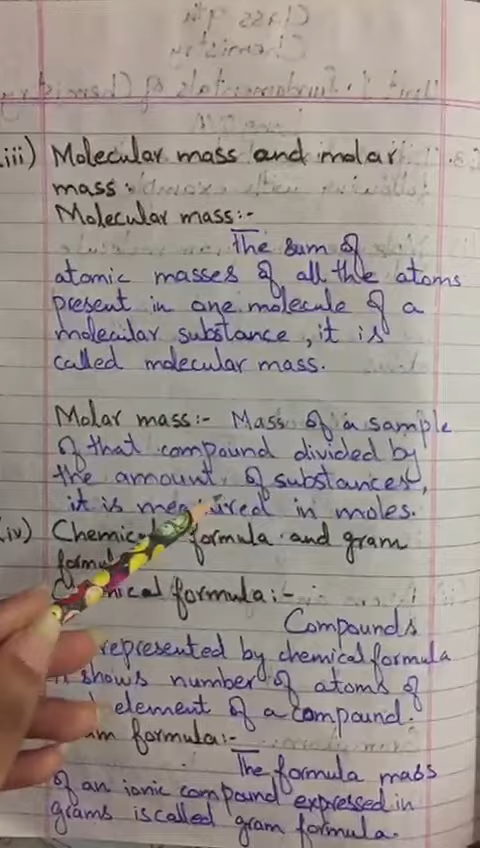 iii) Molecular mass and molar
mass:
Molecular mass:-
The sum of
atomic masses of all the atoms
present in one molecule of a
molecular substance, it is
called molecular mass.
Molar mass:- Mass of a sample
of that compound divided by
the amount of substances,
it is in moles.
iv) Chemical formula and gram
formula
Chemical formula:-
Compounds
represented by chemical formula
shows number of atoms of
element of a compound.
formula:-
The formula mass
of an ionic compound expressed in
grams is called gram formula.